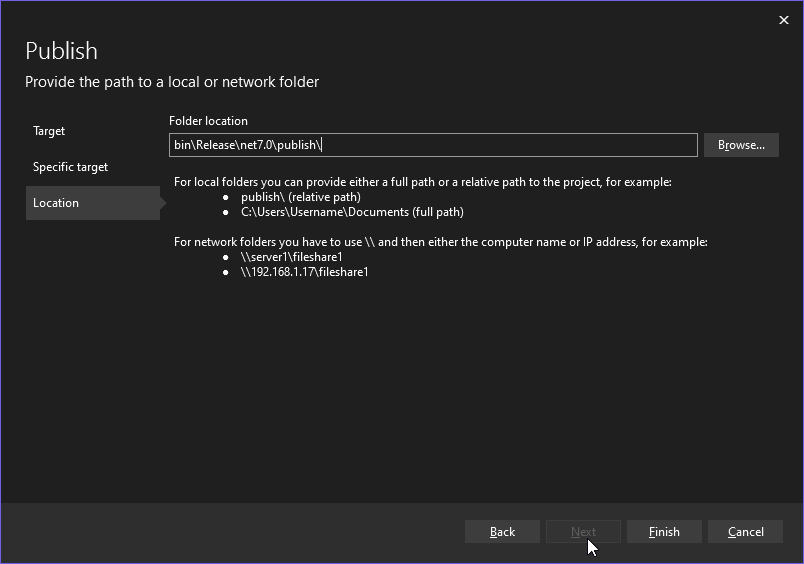 Publish
Provide the path to a local or network folder
Target
Specific target
Location
Folder location
bin\Release\net7.0\publish\
Browse...
For local folders you can provide either a full path or a relative path to the project, for example:
● publish\ (relative path)
● C:\Users\Username\Documents (full path)
For network folders you have to use \\ and then either the computer name or IP address, for example:
● \\server1\fileshare1
● \\192.168.1.17\fileshare1
Back
Next
Finish
Cancel